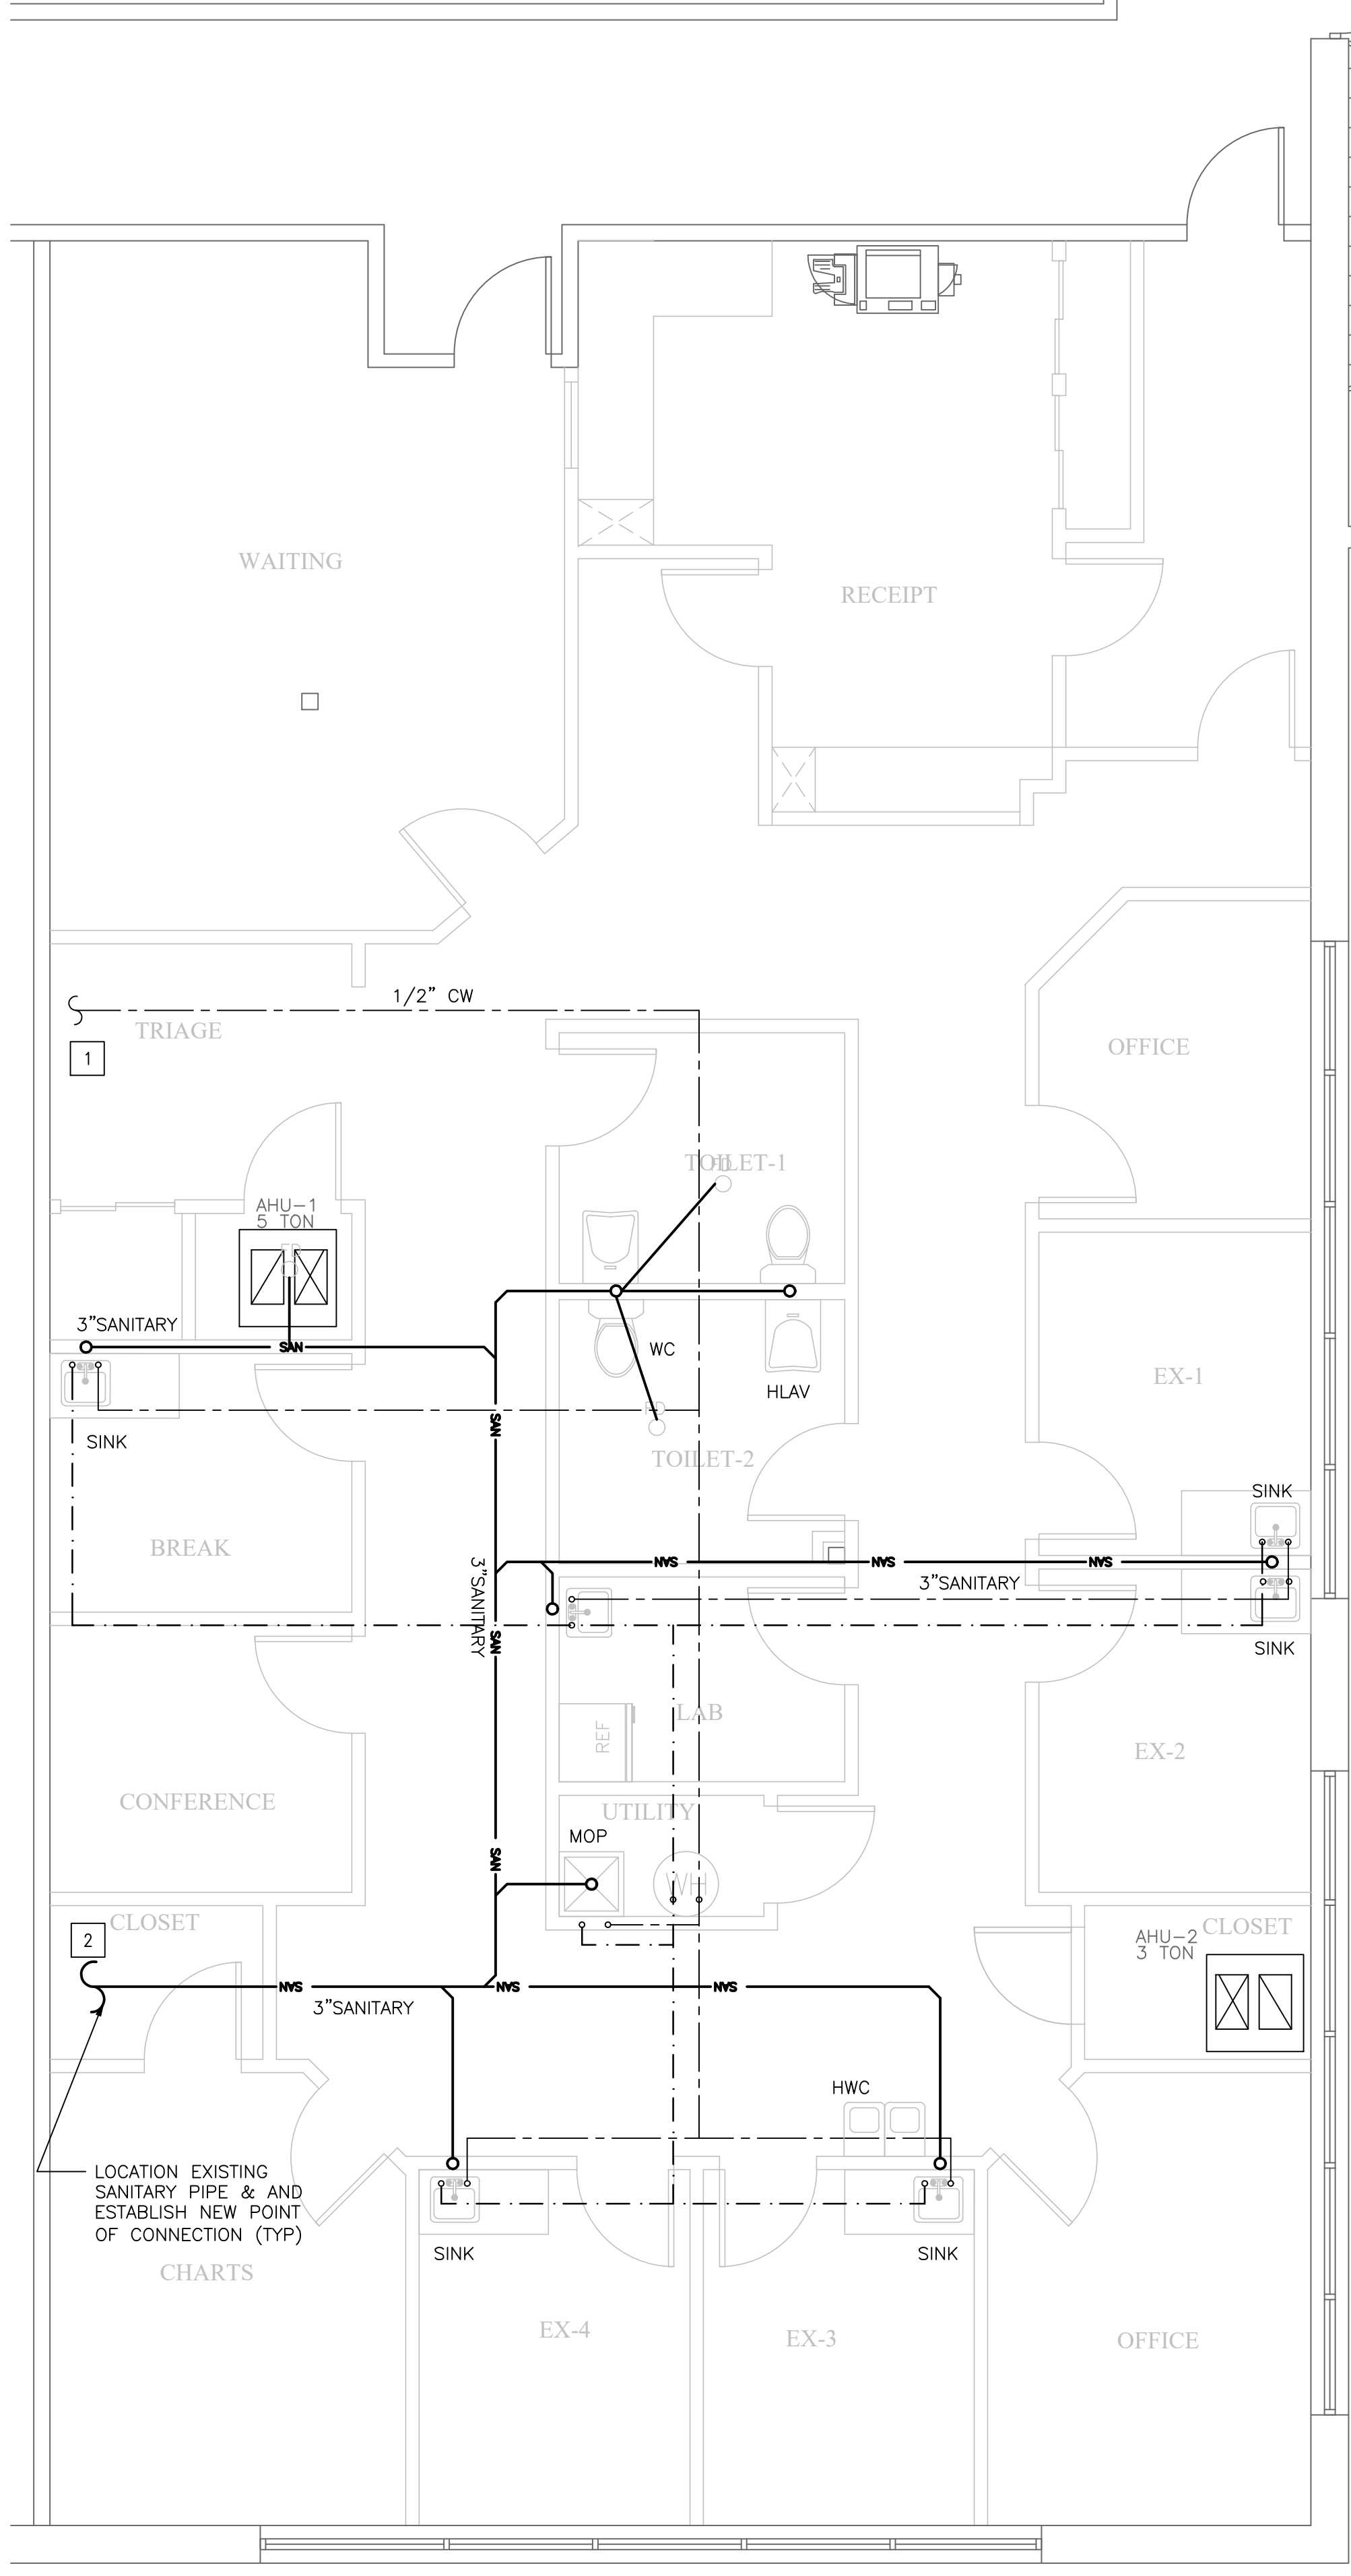 WAITING
RECEIPT
1/2" CW
TRIAGE
1
OFFICE
TOILET-1
FD
AHU-1
5 TON
FD
3"SANITARY
SAN
WC
HLAV
EX-1
SINK
FD
TOILET-2
SAN
SINK
BREAK
SAN
SAN
SAN
3"SANITARY
3"SANITARY
SAN
SINK
LAB
REF
EX-2
CONFERENCE
UTILITY
MOP
SAN
WH
CLOSET
2
CLOSET
AHU-2
3 TON
SAN
SAN
SAN
3"SANITARY
HWC
LOCATION EXISTING
SANITARY PIPE & AND
ESTABLISH NEW POINT
OF CONNECTION (TYP)
SINK
SINK
CHARTS
EX-4
EX-3
OFFICE